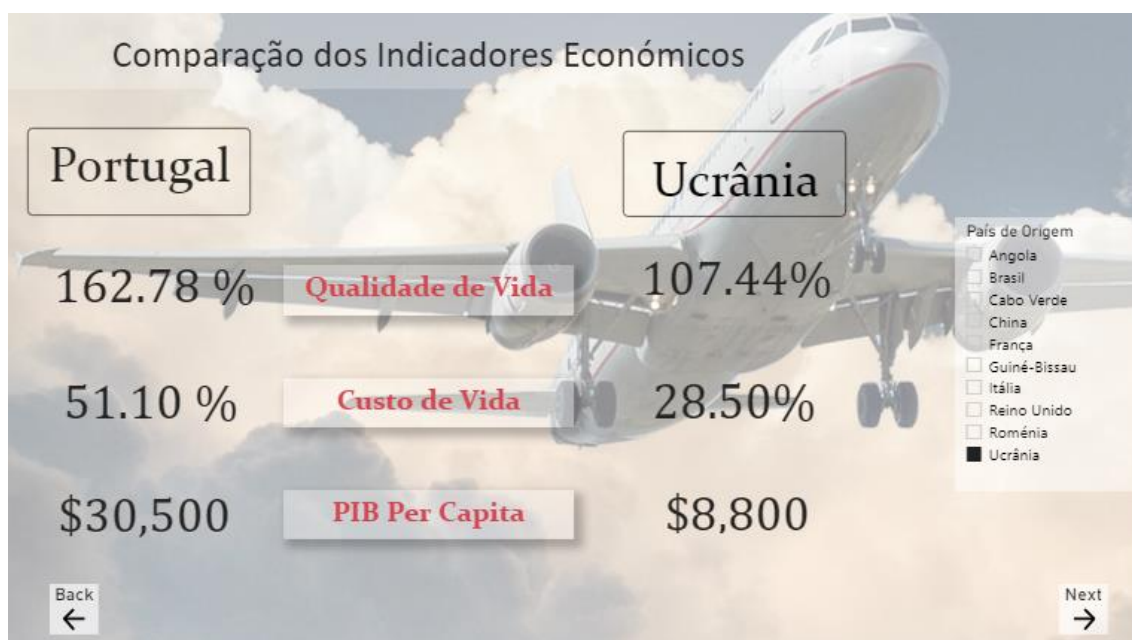 Comparação dos Indicadores Económicos
Portugal
Ucrânia
162.78 %
Qualidade de Vida
107.44%
51.10 %
Custo de Vida
28.50%
$30,500
PIB Per Capita
$8,800
País de Origem
Angola
Brasil
Cabo Verde
China
França
Guiné-Bissau
Itália
Reino Unido
Roménia
Ucrânia
Back
Next